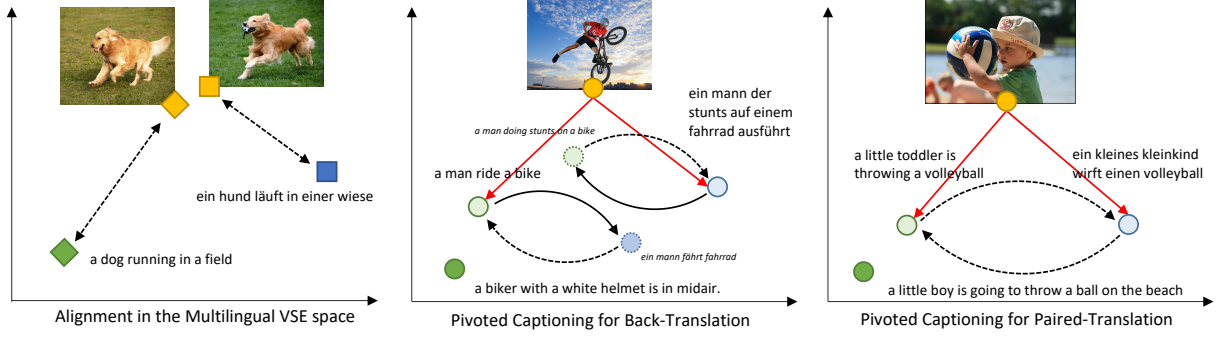 a dog running in a field
ein hund läuft in einer wiese
Alignment in the Multilingual VSE space
ein mann der
stunts auf einem
fahrrad ausführt
a man doing stunts on a bike
a man ride a bike
ein mann fährt fahrrad
a biker with a white helmet is in midair.
Pivoted Captioning for Back-Translation
a little toddler is
throwing a volleyball
ein kleines kleinkind
wirft einen volleyball
a little boy is going to throw a ball on the beach
Pivoted Captioning for Paired-Translation